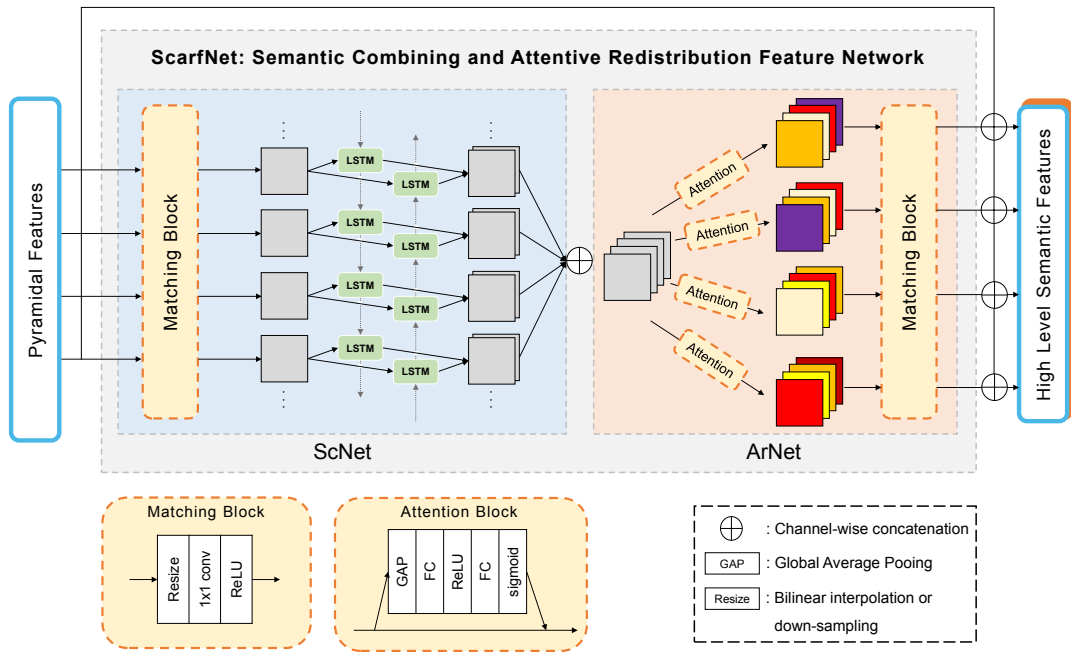 ScarfNet: Semantic Combining and Attentive Redistribution Feature Network
Pyramidal Features
Matching Block
LSTM
LSTM
LSTM
LSTM
LSTM
LSTM
LSTM
LSTM
Attention
Attention
Attention
Attention
Matching Block
High Level Semantic Features
ScNet
ArNet
Matching Block
Resize
1x1 conv
ReLU
Attention Block
GAP
FC
ReLU
FC
sigmoid
: Channel-wise concatenation
GAP : Global Average Pooing
Resize : Bilinear interpolation or
down-sampling